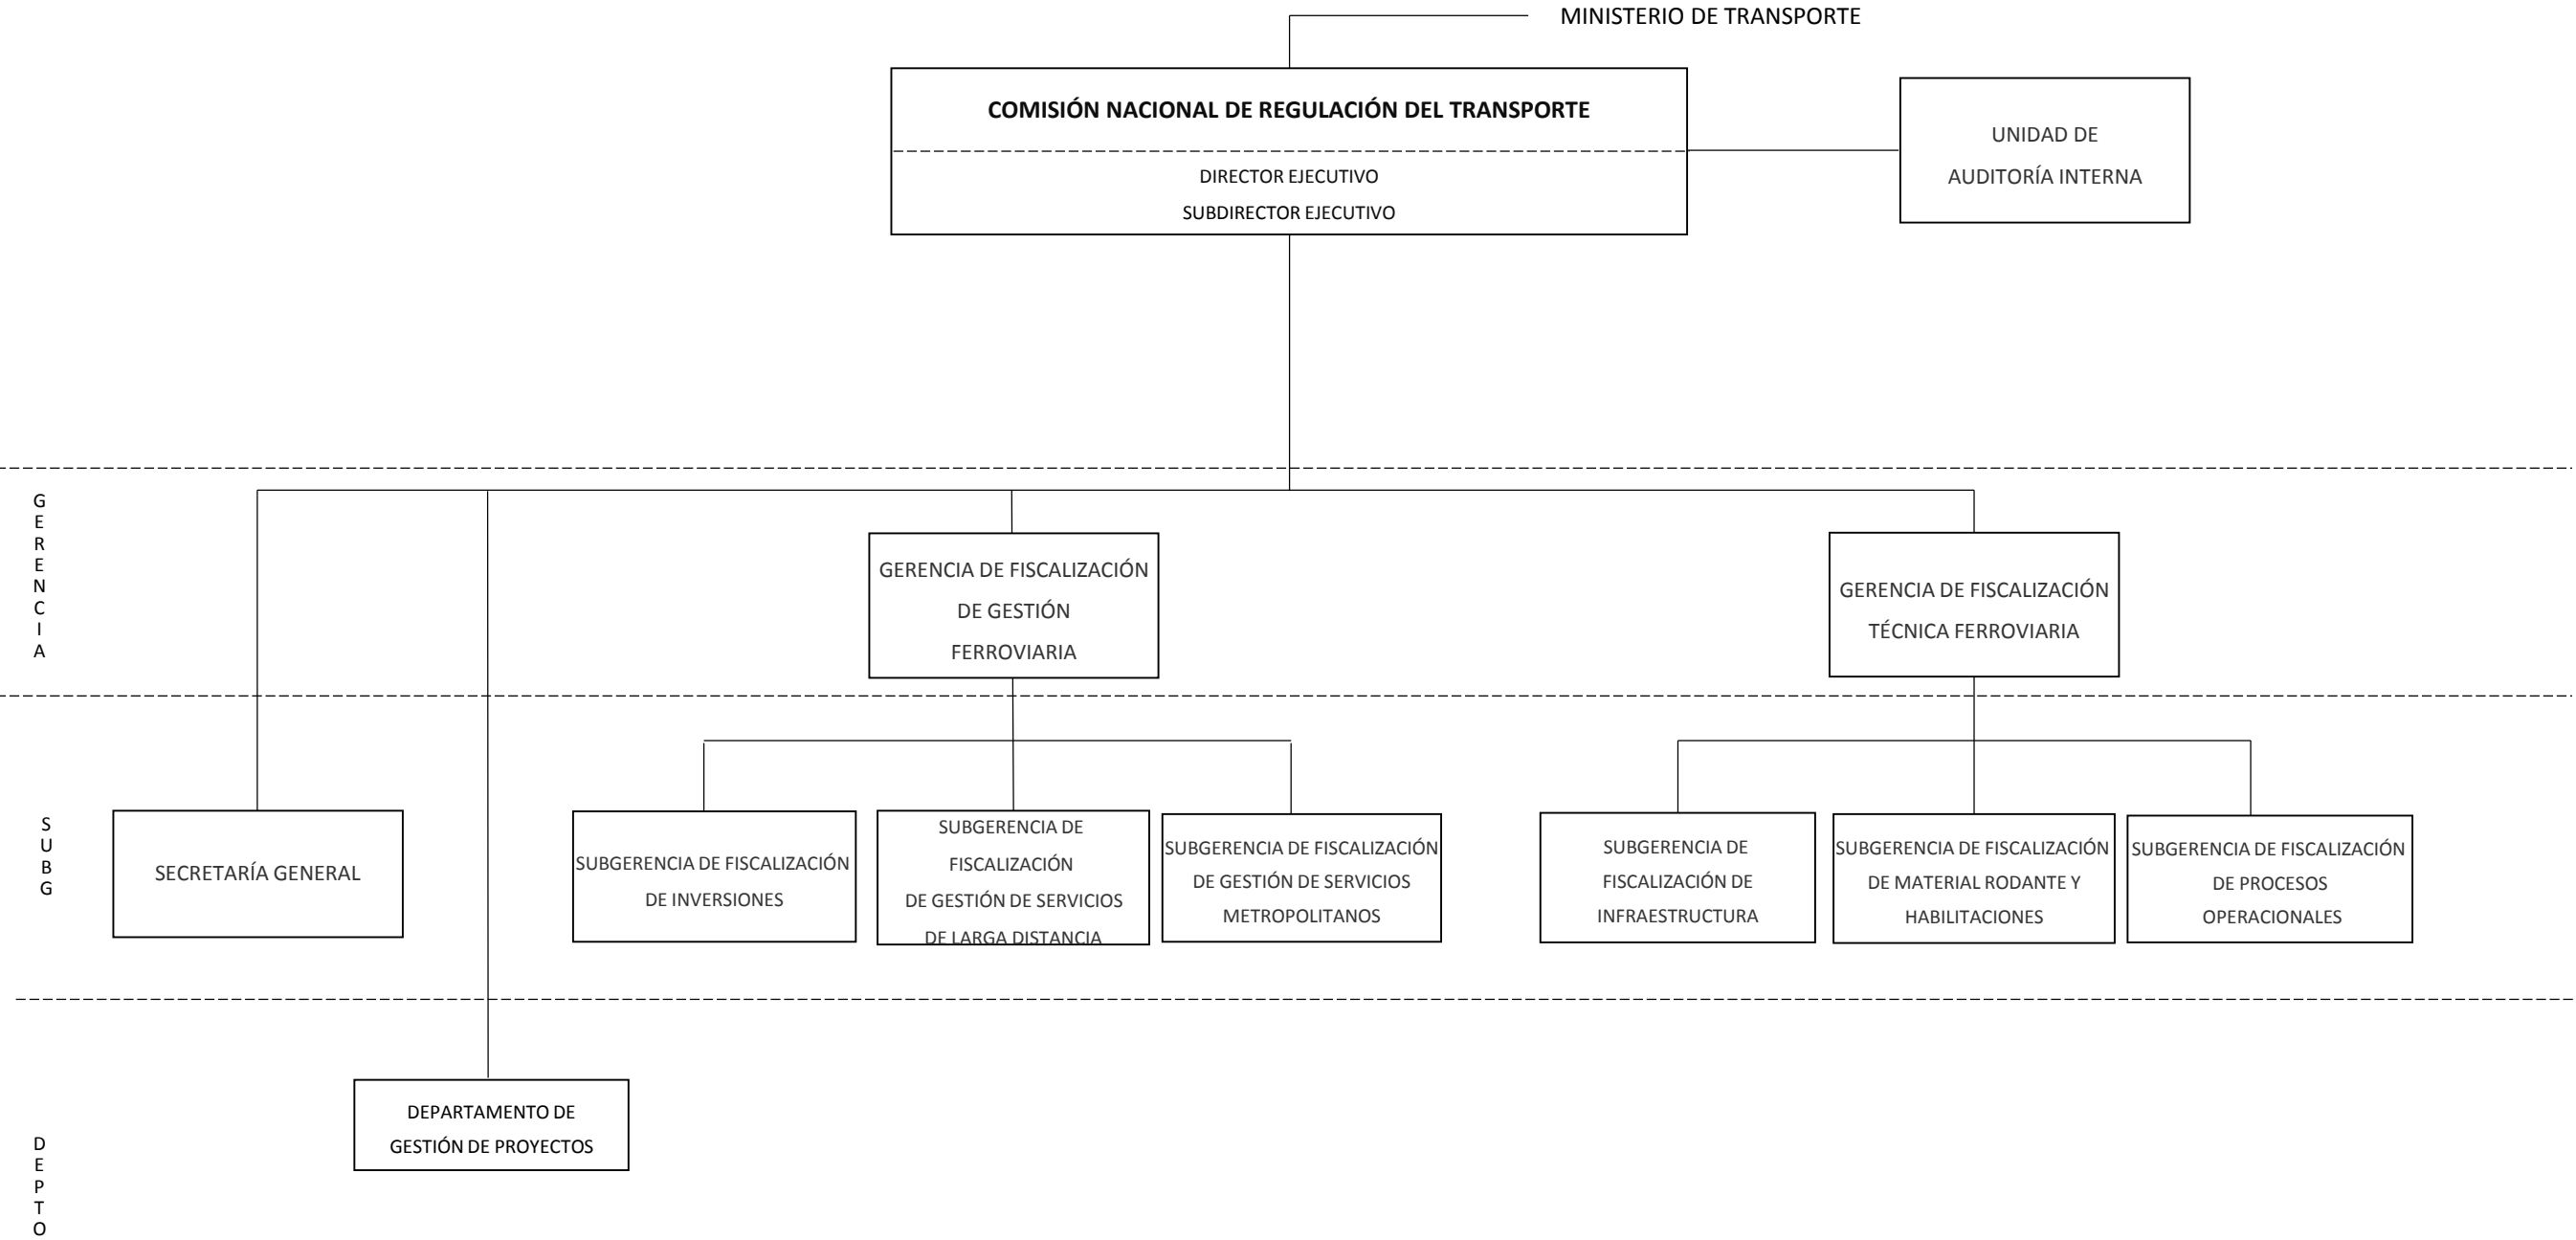 MINISTERIO DE TRANSPORTE
COMISIÓN NACIONAL DE REGULACIÓN DEL TRANSPORTE
DIRECTOR EJECUTIVO
SUBDIRECTOR EJECUTIVO
UNIDAD DE
AUDITORÍA INTERNA
GERENCIA
GERENCIA DE FISCALIZACIÓN
DE GESTIÓN
FERROVIARIA
GERENCIA DE FISCALIZACIÓN
TÉCNICA FERROVIARIA
SUBG
SECRETARÍA GENERAL
SUBGERENCIA DE FISCALIZACIÓN
DE INVERSIONES
SUBGERENCIA DE
FISCALIZACIÓN
DE GESTIÓN DE SERVICIOS
DE LARGA DISTANCIA
SUBGERENCIA DE FISCALIZACIÓN
DE GESTIÓN DE SERVICIOS
METROPOLITANOS
SUBGERENCIA DE
FISCALIZACIÓN DE
INFRAESTRUCTURA
SUBGERENCIA DE FISCALIZACIÓN
DE MATERIAL RODANTE Y
HABILITACIONES
SUBGERENCIA DE FISCALIZACIÓN
DE PROCESOS
OPERACIONALES
DEPTO
DEPARTAMENTO DE
GESTIÓN DE PROYECTOS